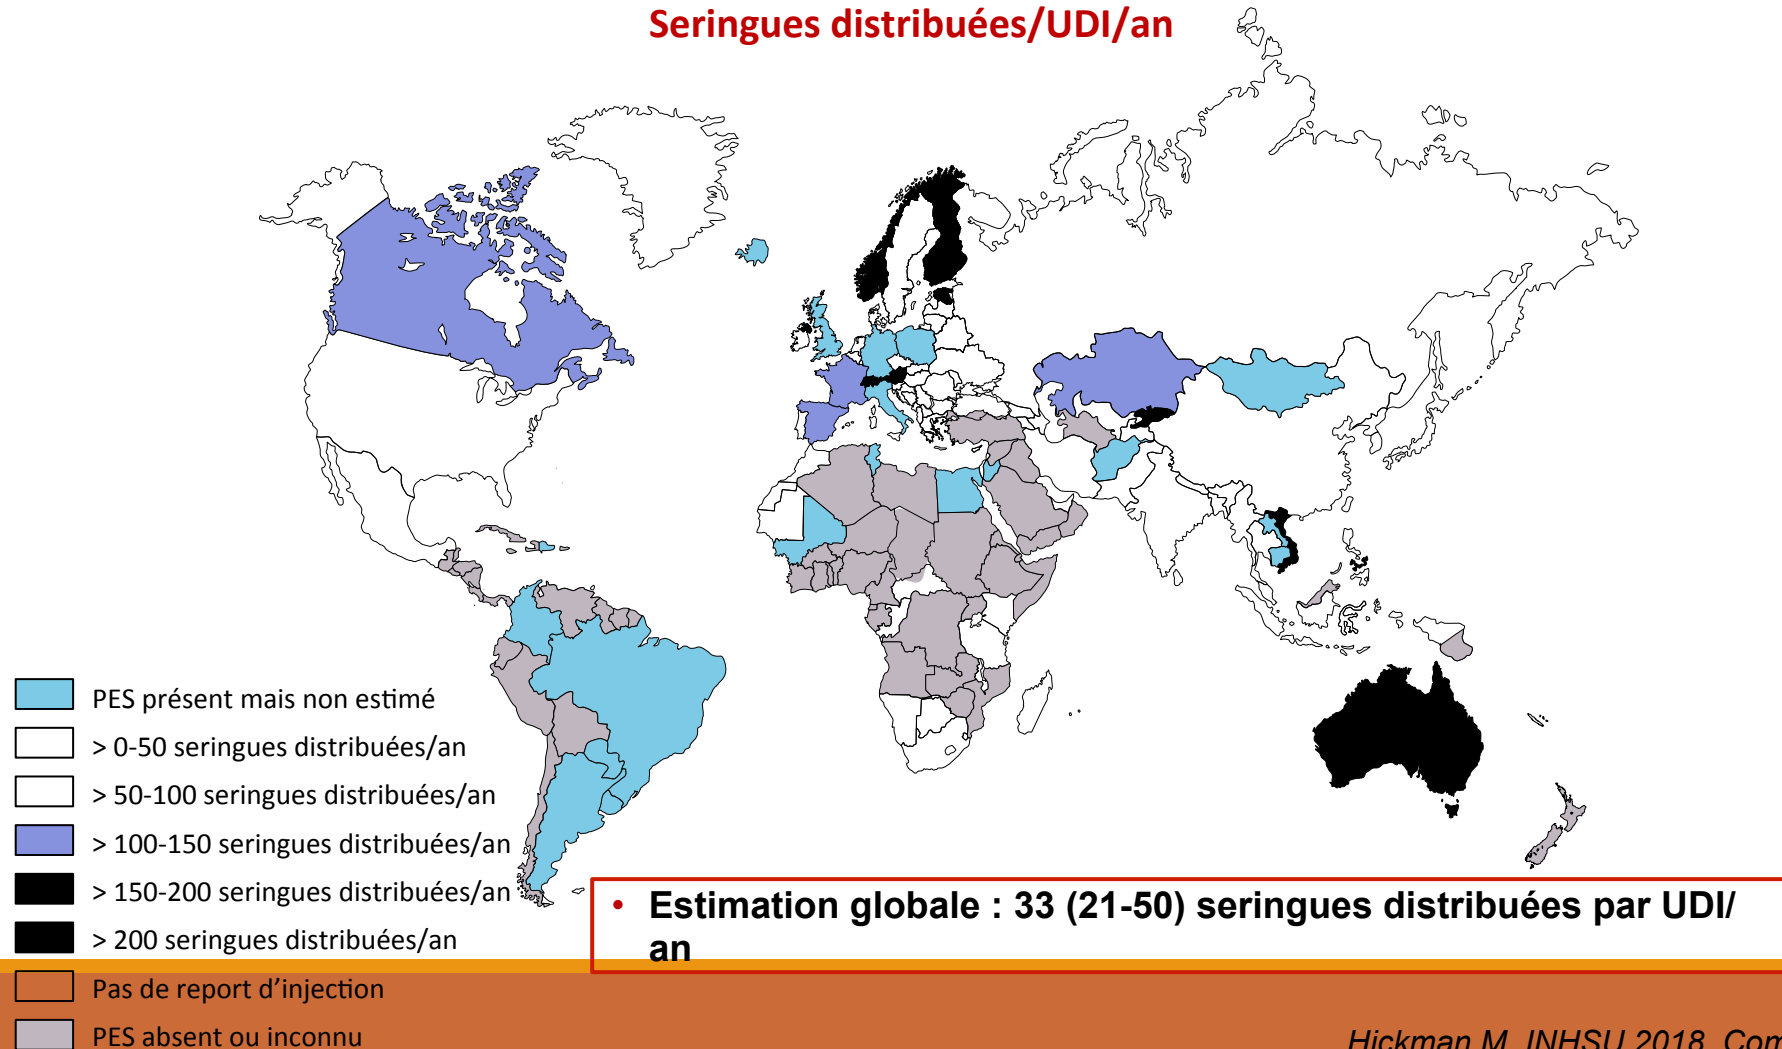 Seringues distribuées/UDI/an
PES présent mais non estimé
> 0-50 seringues distribuées/an
> 50-100 seringues distribuées/an
> 100-150 seringues distribuées/an
> 150-200 seringues distribuées/an
> 200 seringues distribuées/an
Pas de report d'injection
PES absent ou inconnu
• Estimation globale : 33 (21-50) seringues distribuées par UDI/
an
Hickman M, INHSU 2018, Com